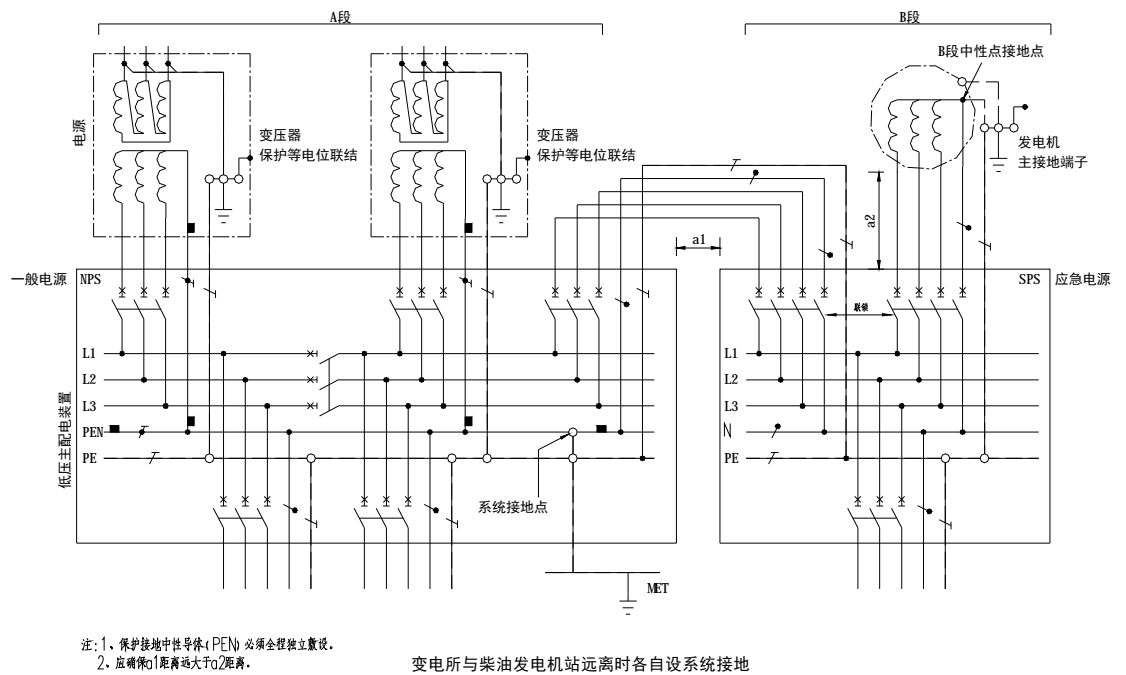 A段
B段
B段中性点接地点
电源
变压器
保护等电位联结
变压器
保护等电位联结
发电机
主接地端子
a1
a2
一般电源
NPS
SPS
应急电源
联锁
L1
L2
L3
PEN
PE
L1
L2
L3
N
PE
低压主配电装置
系统接地点
MET
注:1、保护接地中性导体(PEN)必须全程独立敷设。
2、应确保a1距离远大于a2距离。
变电所与柴油发电机站远离时各自设系统接地